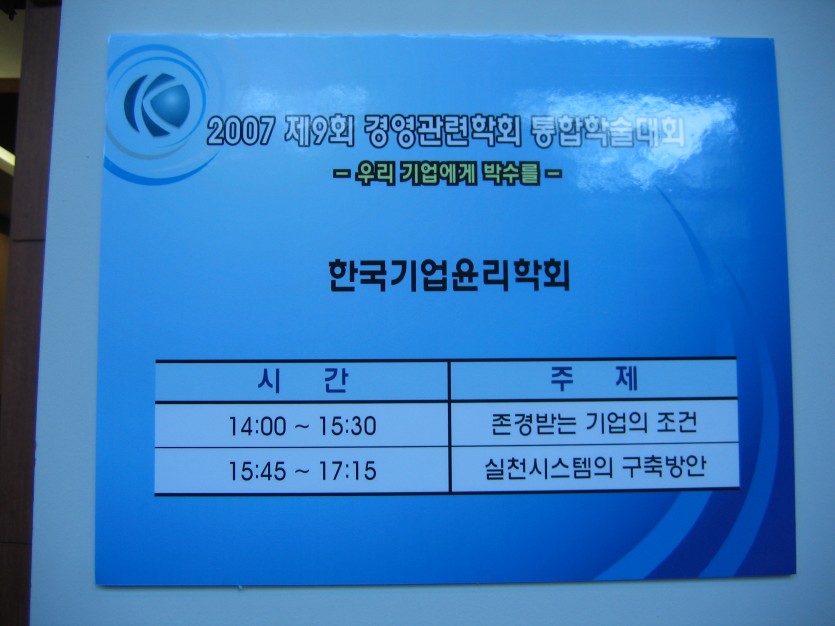 2007 제9회 경영관련학회 통합학술대회
- 우리 기업에게 박수를 -
한국기업윤리학회
시 간 주 제
14:00 ~ 15:30 존경받는 기업의 조건
15:45 ~ 17:15 실천시스템의 구축방안